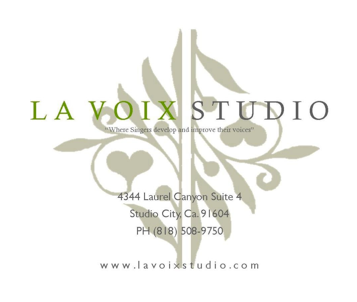 LA VOIX STUDIO
"Where Singers develop and improve their voices"
4344 Laurel Canyon Suite 4
Studio City, Ca. 91604
PH (818) 508-9750
www.lavoixstudio.com